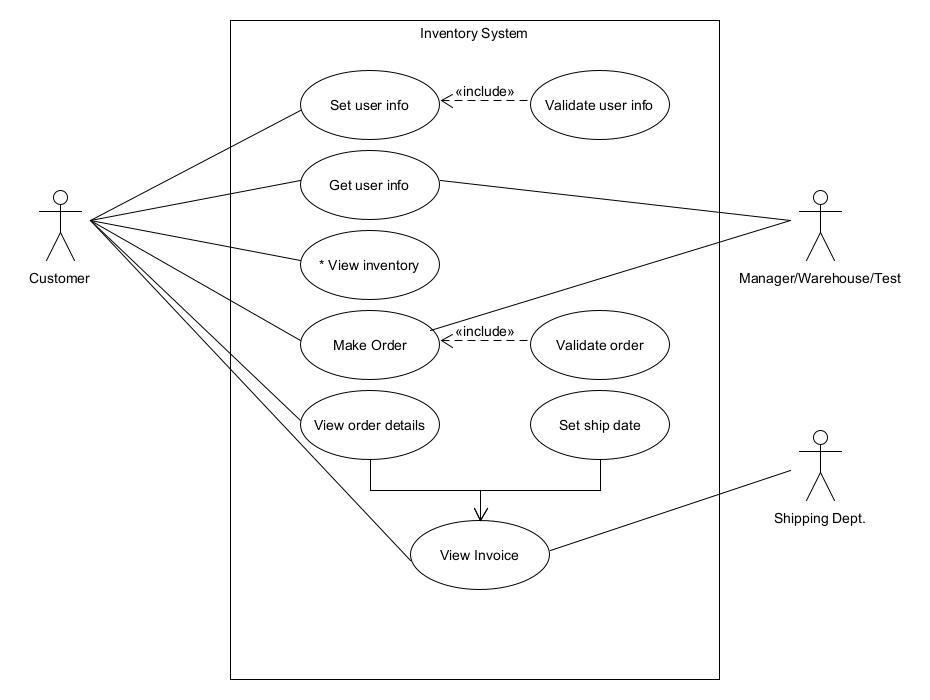 Inventory System
Set user info
«include»
Validate user info
Get user info
Customer
* View inventory
Manager/Warehouse/Test
Make Order
«include»
Validate order
View order details
Set ship date
Shipping Dept.
View Invoice